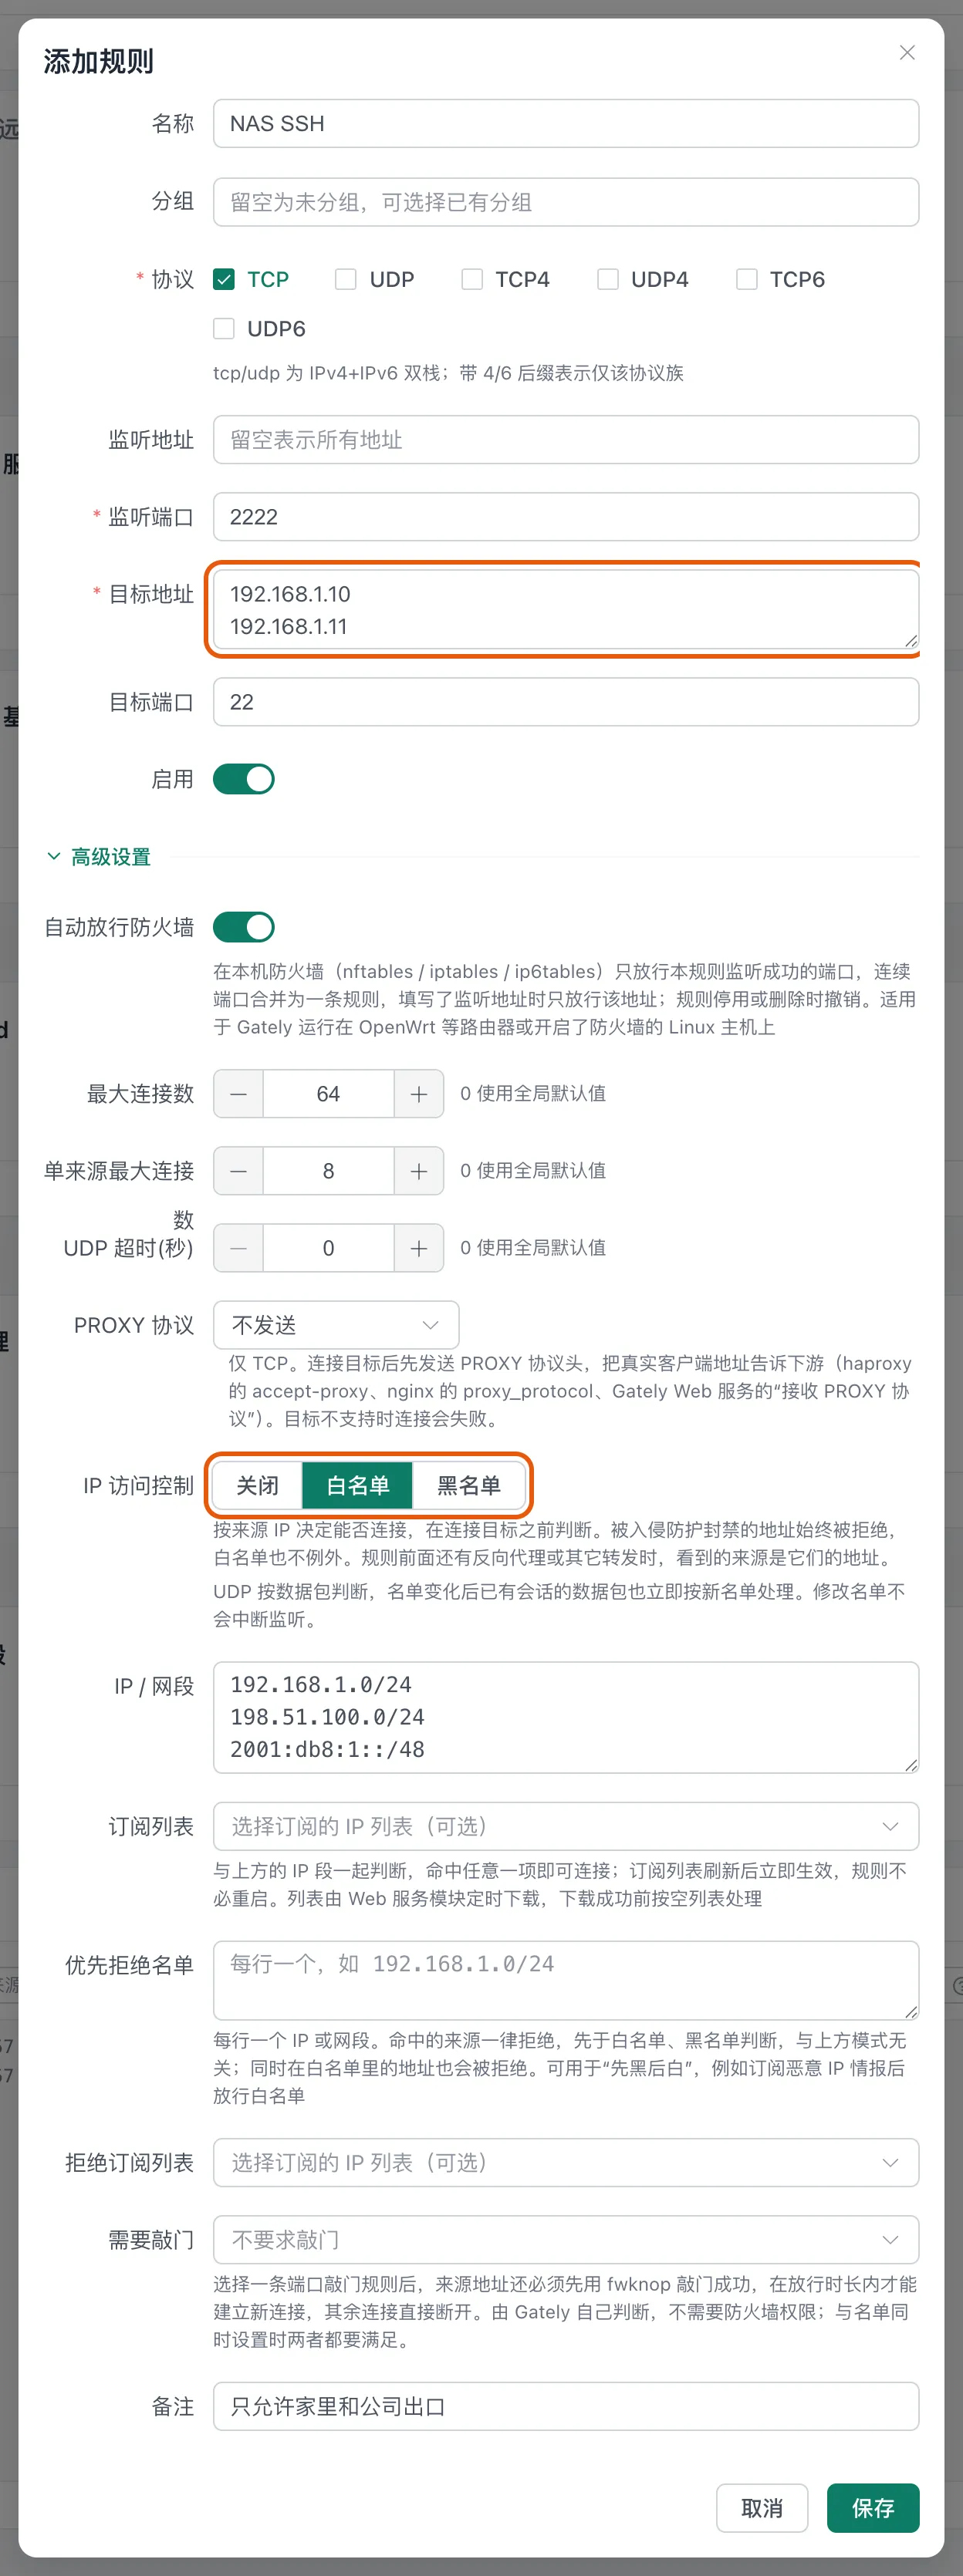 添加规则
名称
NAS SSH
分组
留空为未分组，可选择已有分组
* 协议
TCP UDP TCP4 UDP4 TCP6
UDP6
tcp/udp 为 IPv4+IPv6 双栈；带 4/6 后缀表示仅该协议族
监听地址
留空表示所有地址
* 监听端口
2222
* 目标地址
192.168.1.10
192.168.1.11
目标端口
22
启用
高级设置
自动放行防火墙
在本机防火墙（nftables / iptables / ip6tables）只放行本规则监听成功的端口，连续
端口合并为一条规则，填写了监听地址时只放行该地址；规则停用或删除时撤销。适用
于 Gately 运行在 OpenWrt 等路由器或开启了防火墙的 Linux 主机上
最大连接数
64
0 使用全局默认值
单来源最大连接
数
8
0 使用全局默认值
UDP 超时(秒)
0
0 使用全局默认值
PROXY 协议
不发送
仅 TCP。连接目标后先发送 PROXY 协议头，把真实客户端地址告诉下游（haproxy
的 accept-proxy、nginx 的 proxy_protocol、Gately Web 服务的“接收 PROXY 协
议”）。目标不支持时连接会失败。
IP 访问控制
关闭 白名单 黑名单
按来源 IP 决定能否连接，在连接目标之前判断。被入侵防护封禁的地址始终被拒绝，
白名单也不例外。规则前面还有反向代理或其它转发时，看到的来源是它们的地址。
UDP 按数据包判断，名单变化后已有会话的数据包也立即按新名单处理。修改名单不
会中断监听。
IP / 网段
192.168.1.0/24
198.51.100.0/24
2001:db8:1::/48
订阅列表
选择订阅的 IP 列表（可选）
与上方的 IP 段一起判断，命中任意一项即可连接；订阅列表刷新后立即生效，规则不
必重启。列表由 Web 服务模块定时下载，下载成功前按空列表处理
优先拒绝名单
每行一个，如 192.168.1.0/24
每行一个 IP 或网段。命中的来源一律拒绝，先于白名单、黑名单判断，与上方模式无
关；同时在白名单里的地址也会被拒绝。可用于“先黑后白”，例如订阅恶意 IP 情报后
放行白名单
拒绝订阅列表
选择订阅的 IP 列表（可选）
需要敲门
不要求敲门
选择一条端口敲门规则后，来源地址还必须先用 fwknop 敲门成功，在放行时长内才能
建立新连接，其余连接直接断开。由 Gately 自己判断，不需要防火墙权限；与名单同
时设置时两者都要满足。
备注
只允许家里和公司出口
取消 保存